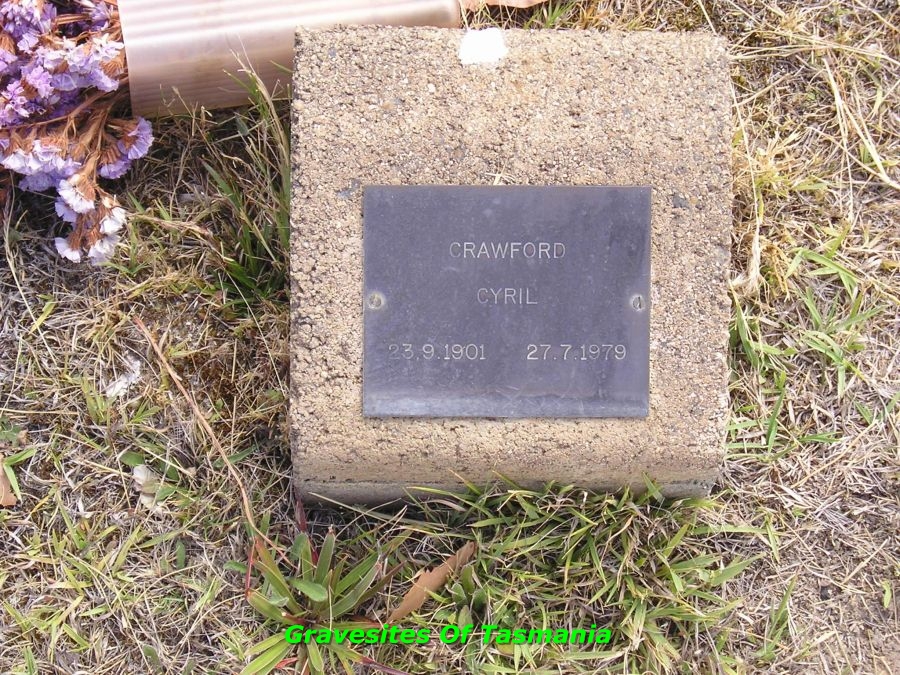 CRAWFORD
CYRIL
23.9.1901 27.7.1979
Gravesites Of Tasmania